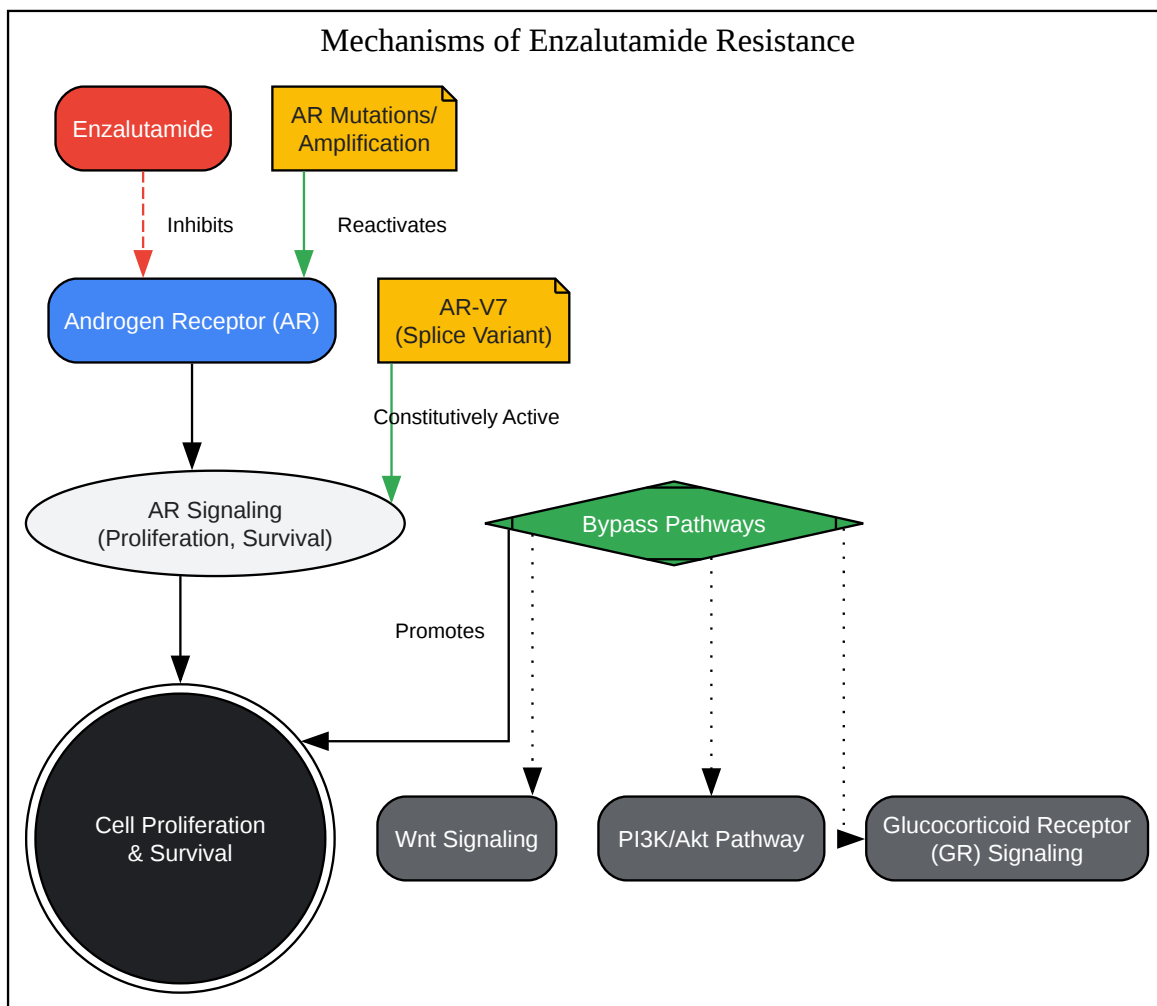 Mechanisms of Enzalutamide Resistance
Enzalutamide
AR Mutations/
Amplification
Inhibits
Reactivates
Androgen Receptor (AR)
AR-V7
(Splice Variant)
Constitutively Active
AR Signaling
(Proliferation, Survival)
Bypass Pathways
Promotes
Cell Proliferation
& Survival
Wnt Signaling
PI3K/Akt Pathway
Glucocorticoid Receptor
(GR) Signaling